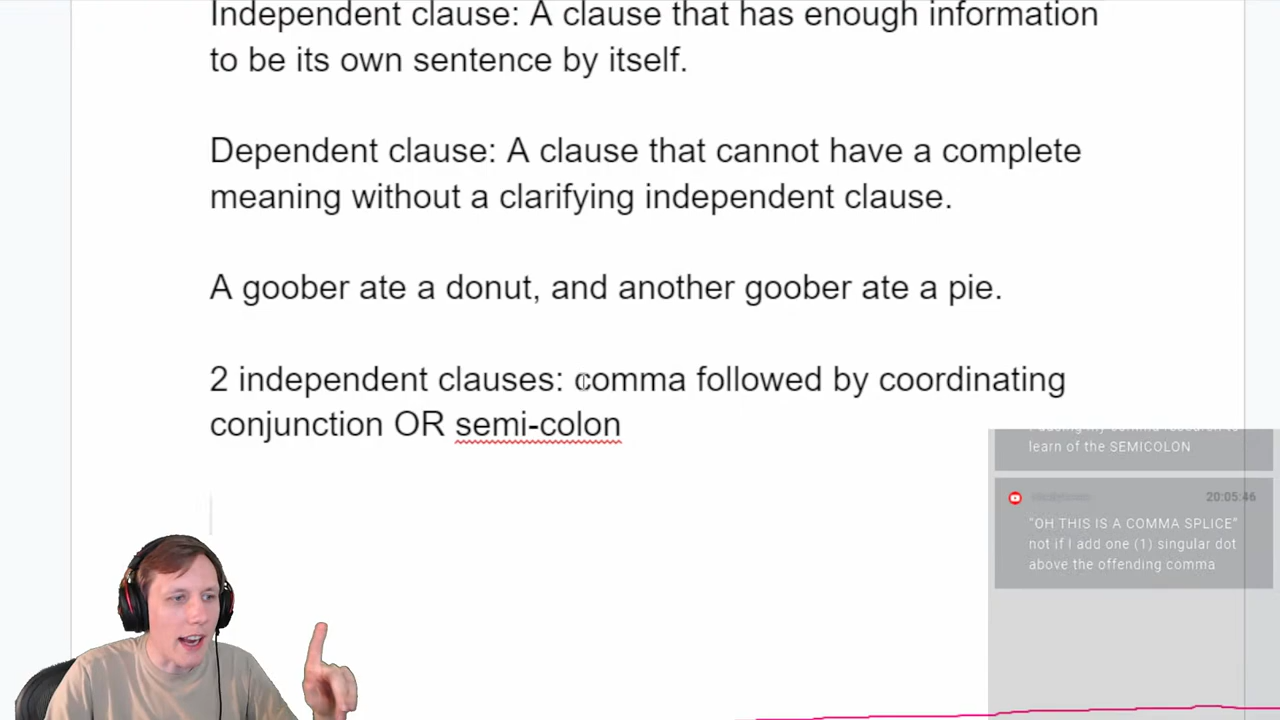 Independent clause: A clause that has enough information
to be its own sentence by itself.
Dependent clause: A clause that cannot have a complete
meaning without a clarifying independent clause.
A goober ate a donut, and another goober ate a pie.
2 independent clauses: comma followed by coordinating
conjunction OR semi-colon
learn of the SEMICOLON
20:05:46
"OH THIS IS A COMMA SPLICE"
not if I add one (1) singular dot
above the offending comma